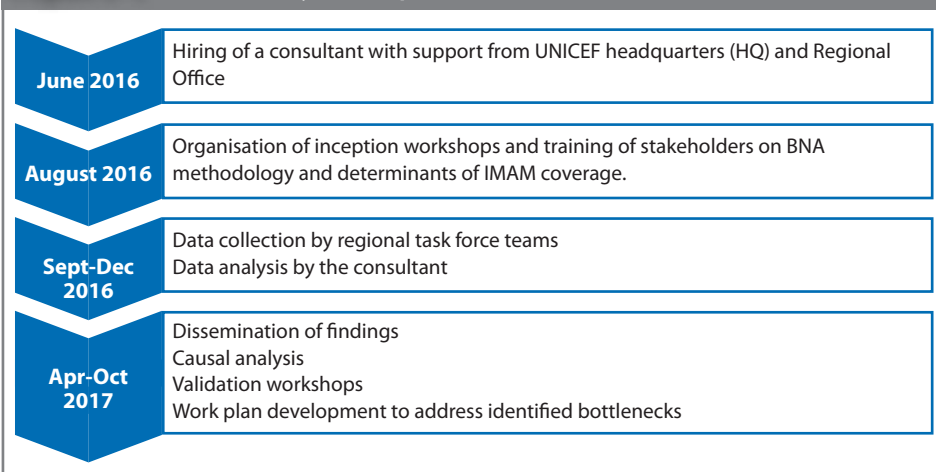 June 2016
Hiring of a consultant with support from UNICEF headquarters (HQ) and Regional
Office
August 2016
Organisation of inception workshops and training of stakeholders on BNA
methodology and determinants of IMAM coverage.
Sept-Dec
2016
Data collection by regional task force teams
Data analysis by the consultant
Apr-Oct
2017
Dissemination of findings
Causal analysis
Validation workshops
Work plan development to address identified bottlenecks